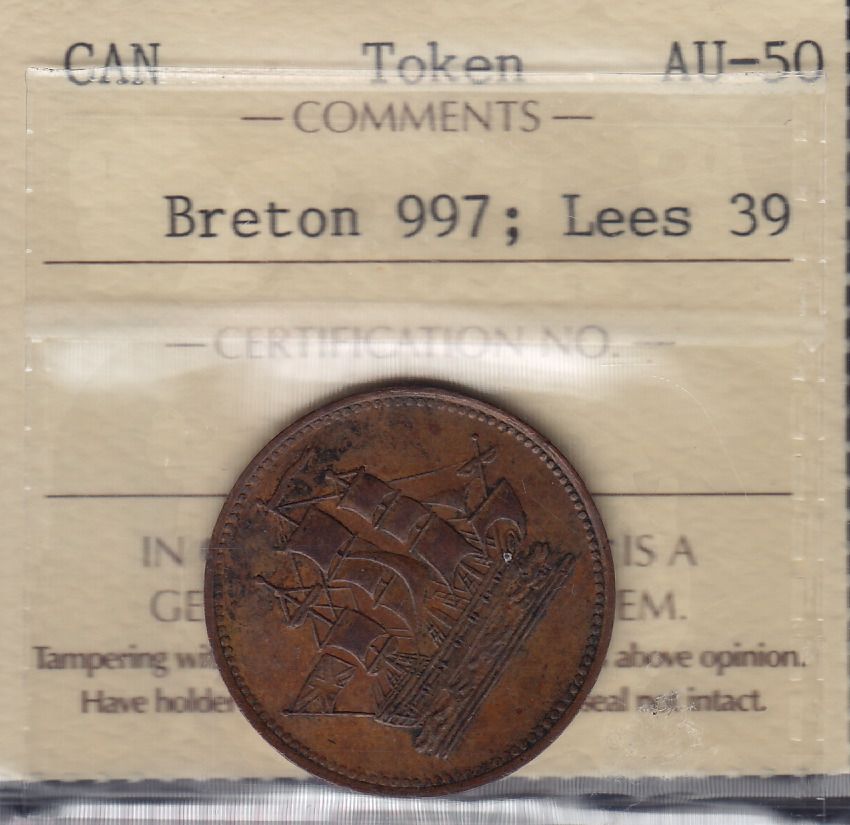 CAN Token AU-50
— COMMENTS —
Breton 997; Lees 39
— CERTIFICATION NO. —
IN IS A
GE EM.
Tampering wi above opinion.
Have holder seal not intact.